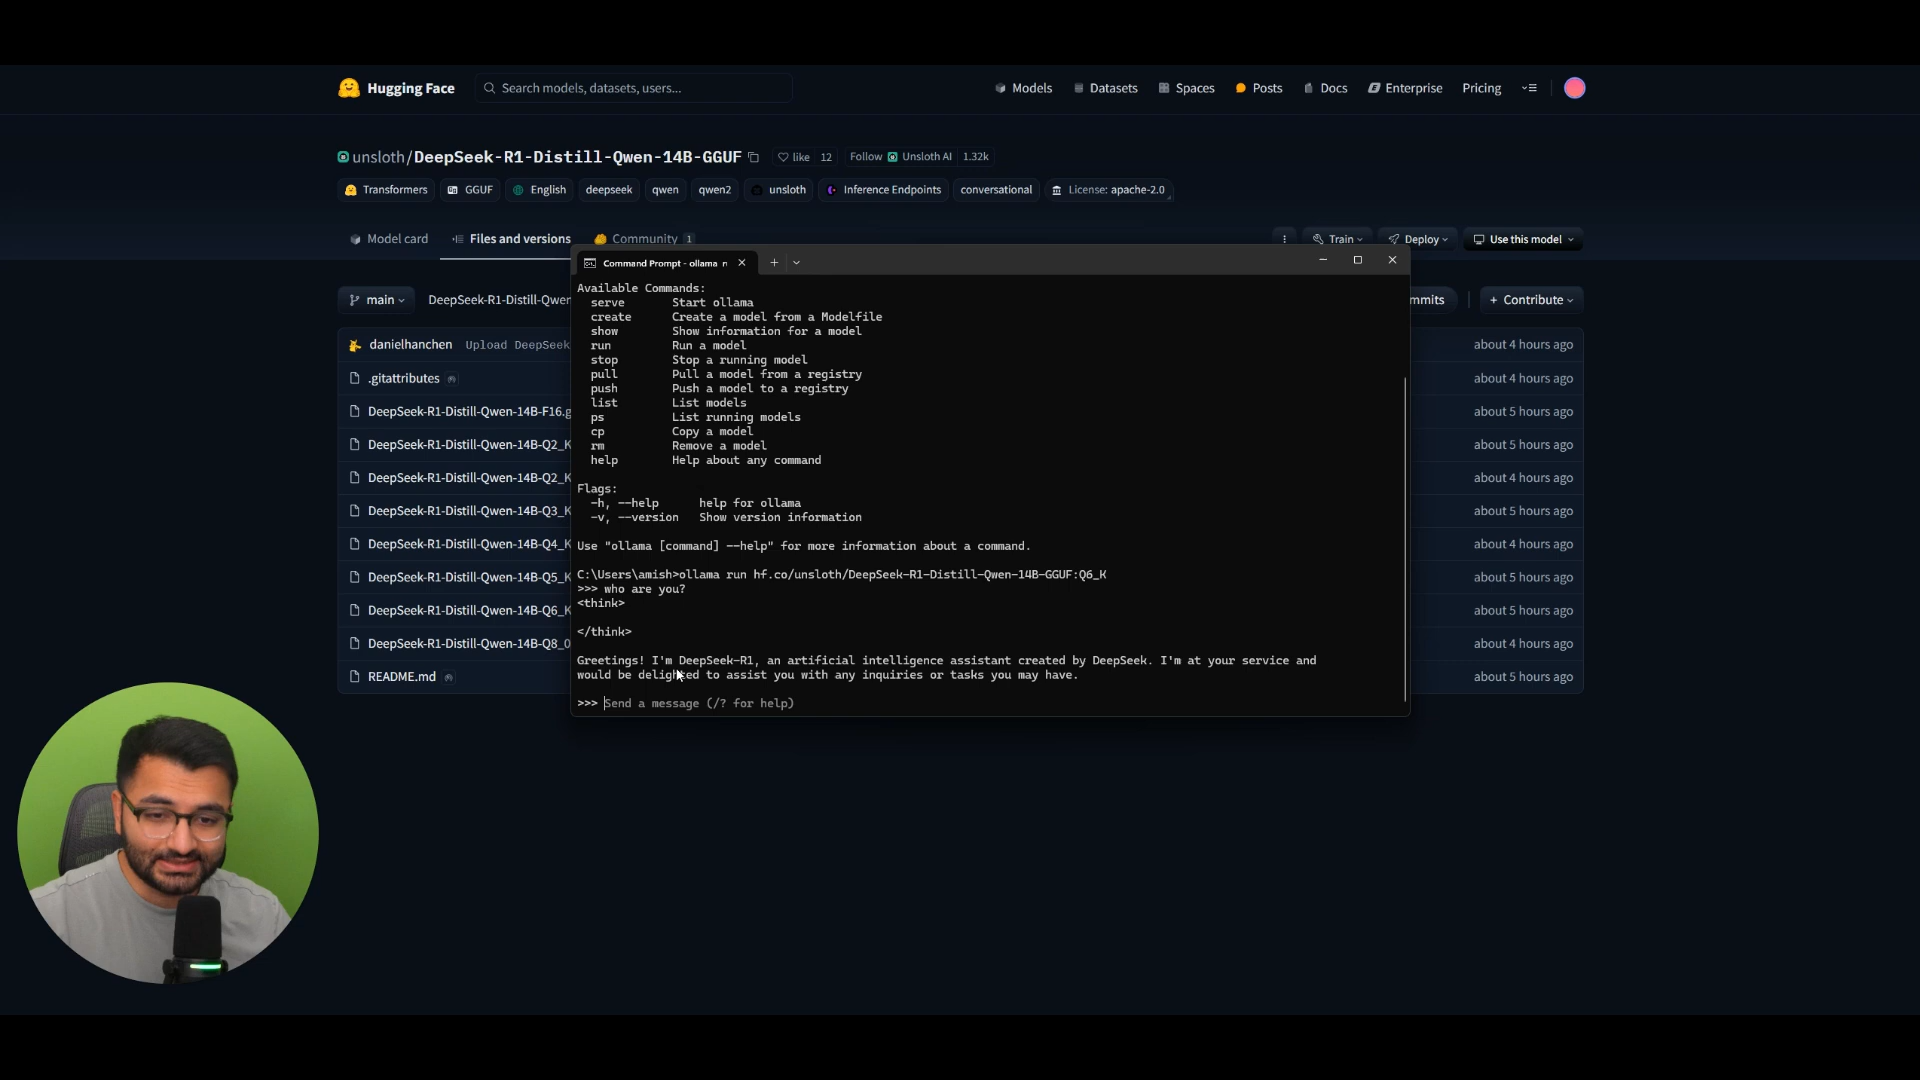 Hugging Face
Search models, datasets, users...
Models
Datasets
Spaces
Posts
Docs
Enterprise
Pricing
unsloth/DeepSeek-R1-Distill-Qwen-14B-GGUF
like 12
Follow Unsloth AI 1.32k
Transformers
GGUF
English
deepseek
qwen
qwen2
unsloth
Inference Endpoints
conversational
License: apache-2.0
Model card
Files and versions
Community 1
Train
Deploy
Use this model
Command Prompt - ollama r
main
DeepSeek-R1-Distill-Qwer
mmits
+ Contribute
danielhanchen Upload DeepSeek
about 4 hours ago
.gitattributes
about 4 hours ago
DeepSeek-R1-Distill-Qwen-14B-F16.g
about 5 hours ago
DeepSeek-R1-Distill-Qwen-14B-Q2_K
about 5 hours ago
DeepSeek-R1-Distill-Qwen-14B-Q2_K
about 4 hours ago
DeepSeek-R1-Distill-Qwen-14B-Q3_K
about 5 hours ago
DeepSeek-R1-Distill-Qwen-14B-Q4_K
about 5 hours ago
DeepSeek-R1-Distill-Qwen-14B-Q5_K
about 5 hours ago
DeepSeek-R1-Distill-Qwen-14B-Q6_K
about 5 hours ago
DeepSeek-R1-Distill-Qwen-14B-Q8_0
about 4 hours ago
README.md
about 5 hours ago
Available Commands:
serve Start ollama
create Create a model from a Modelfile
show Show information for a model
run Run a model
stop Stop a running model
pull Pull a model from a registry
push Push a model to a registry
list List models
ps List running models
cp Copy a model
rm Remove a model
help Help about any command
Flags:
-h, --help help for ollama
-v, --version Show version information
Use "ollama [command] --help" for more information about a command.
C:\Users\amish>ollama run hf.co/unsloth/DeepSeek-R1-Distill-Qwen-14B-GGUF:Q6_K
>>> who are you?
<think>
</think>
Greetings! I'm DeepSeek-R1, an artificial intelligence assistant created by DeepSeek. I'm at your service and
would be delighted to assist you with any inquiries or tasks you may have.
>>> Send a message (/? for help)